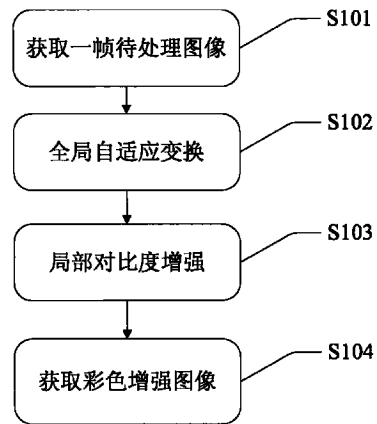 获取一帧待处理图像
S101
全局自适应变换
S102
局部对比度增强
S103
获取彩色增强图像
S104